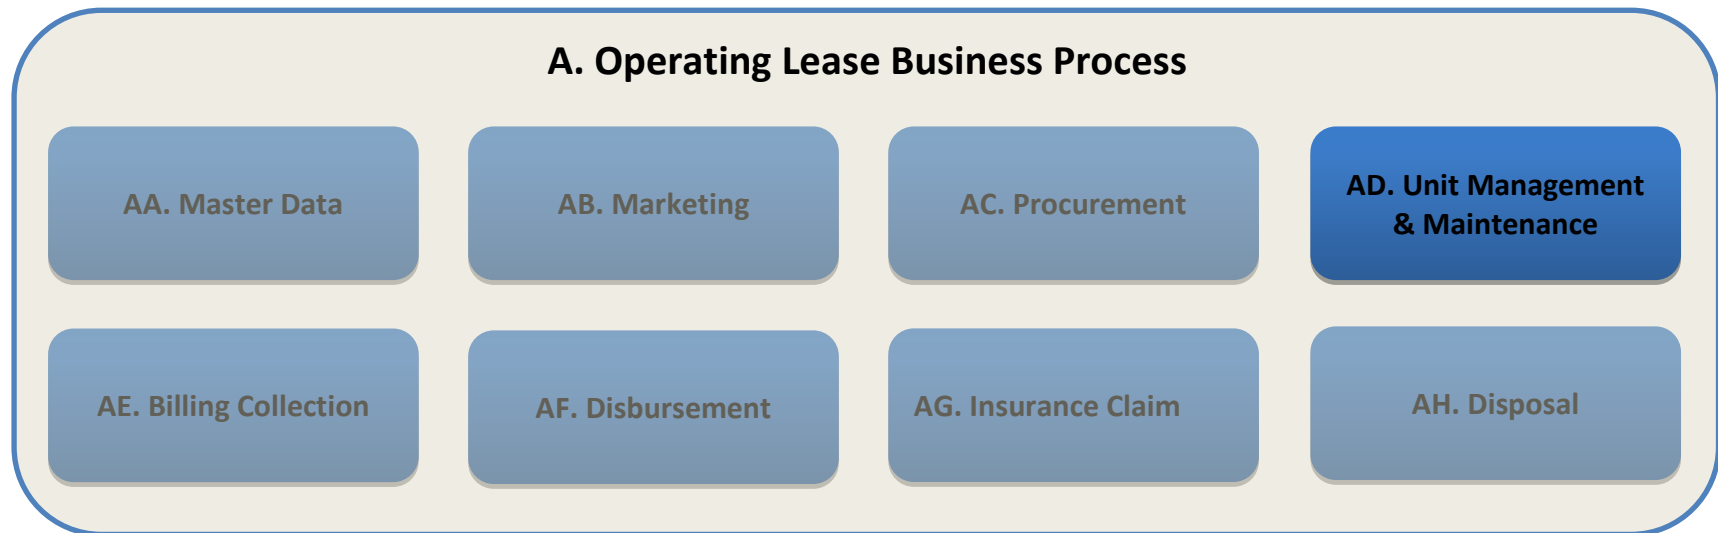 A. Operating Lease Business Process
AA. Master Data
AB. Marketing
AC. Procurement
AD. Unit Management
& Maintenance
AE. Billing Collection
AF. Disbursement
AG. Insurance Claim
AH. Disposal